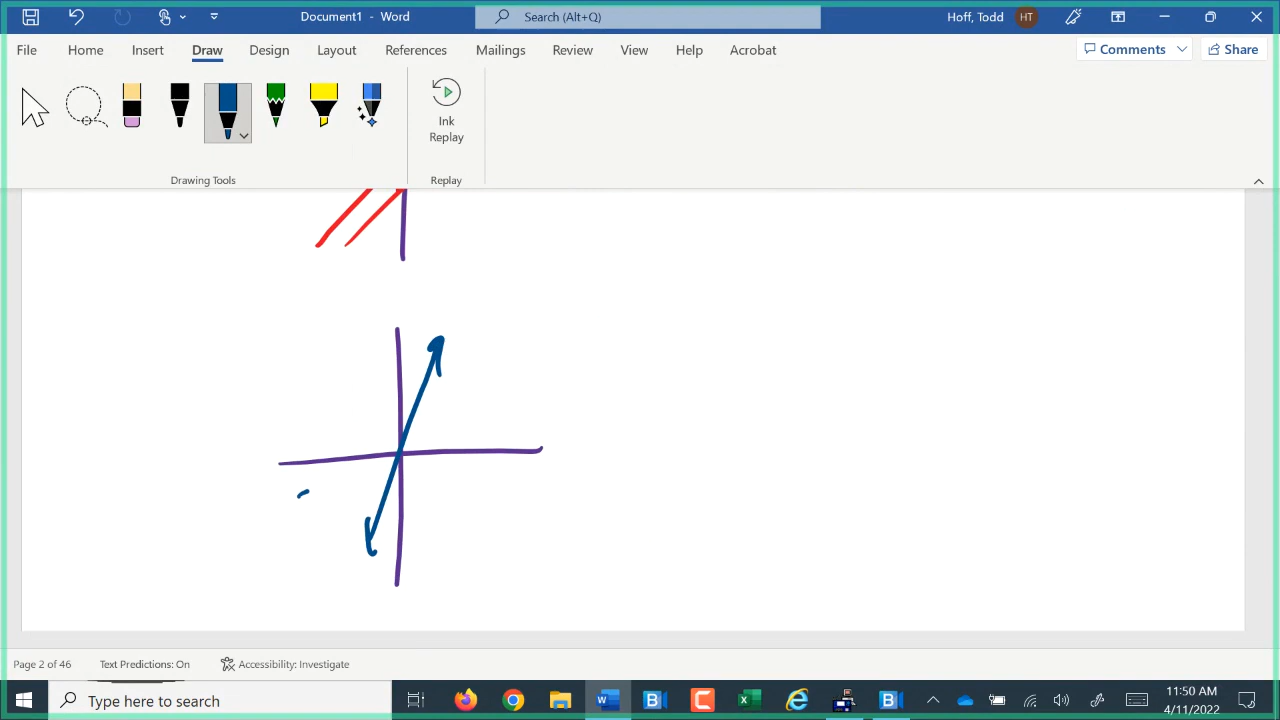 Document1 - Word
Search (Alt+Q)
Hoff, Todd
HT
File
Home
Insert
Draw
Design
Layout
References
Mailings
Review
View
Help
Acrobat
Comments
Share
Ink
Replay
Drawing Tools
Replay
Page 2 of 46
Text Predictions: On
Accessibility: Investigate
Type here to search
11:50 AM
4/11/2022